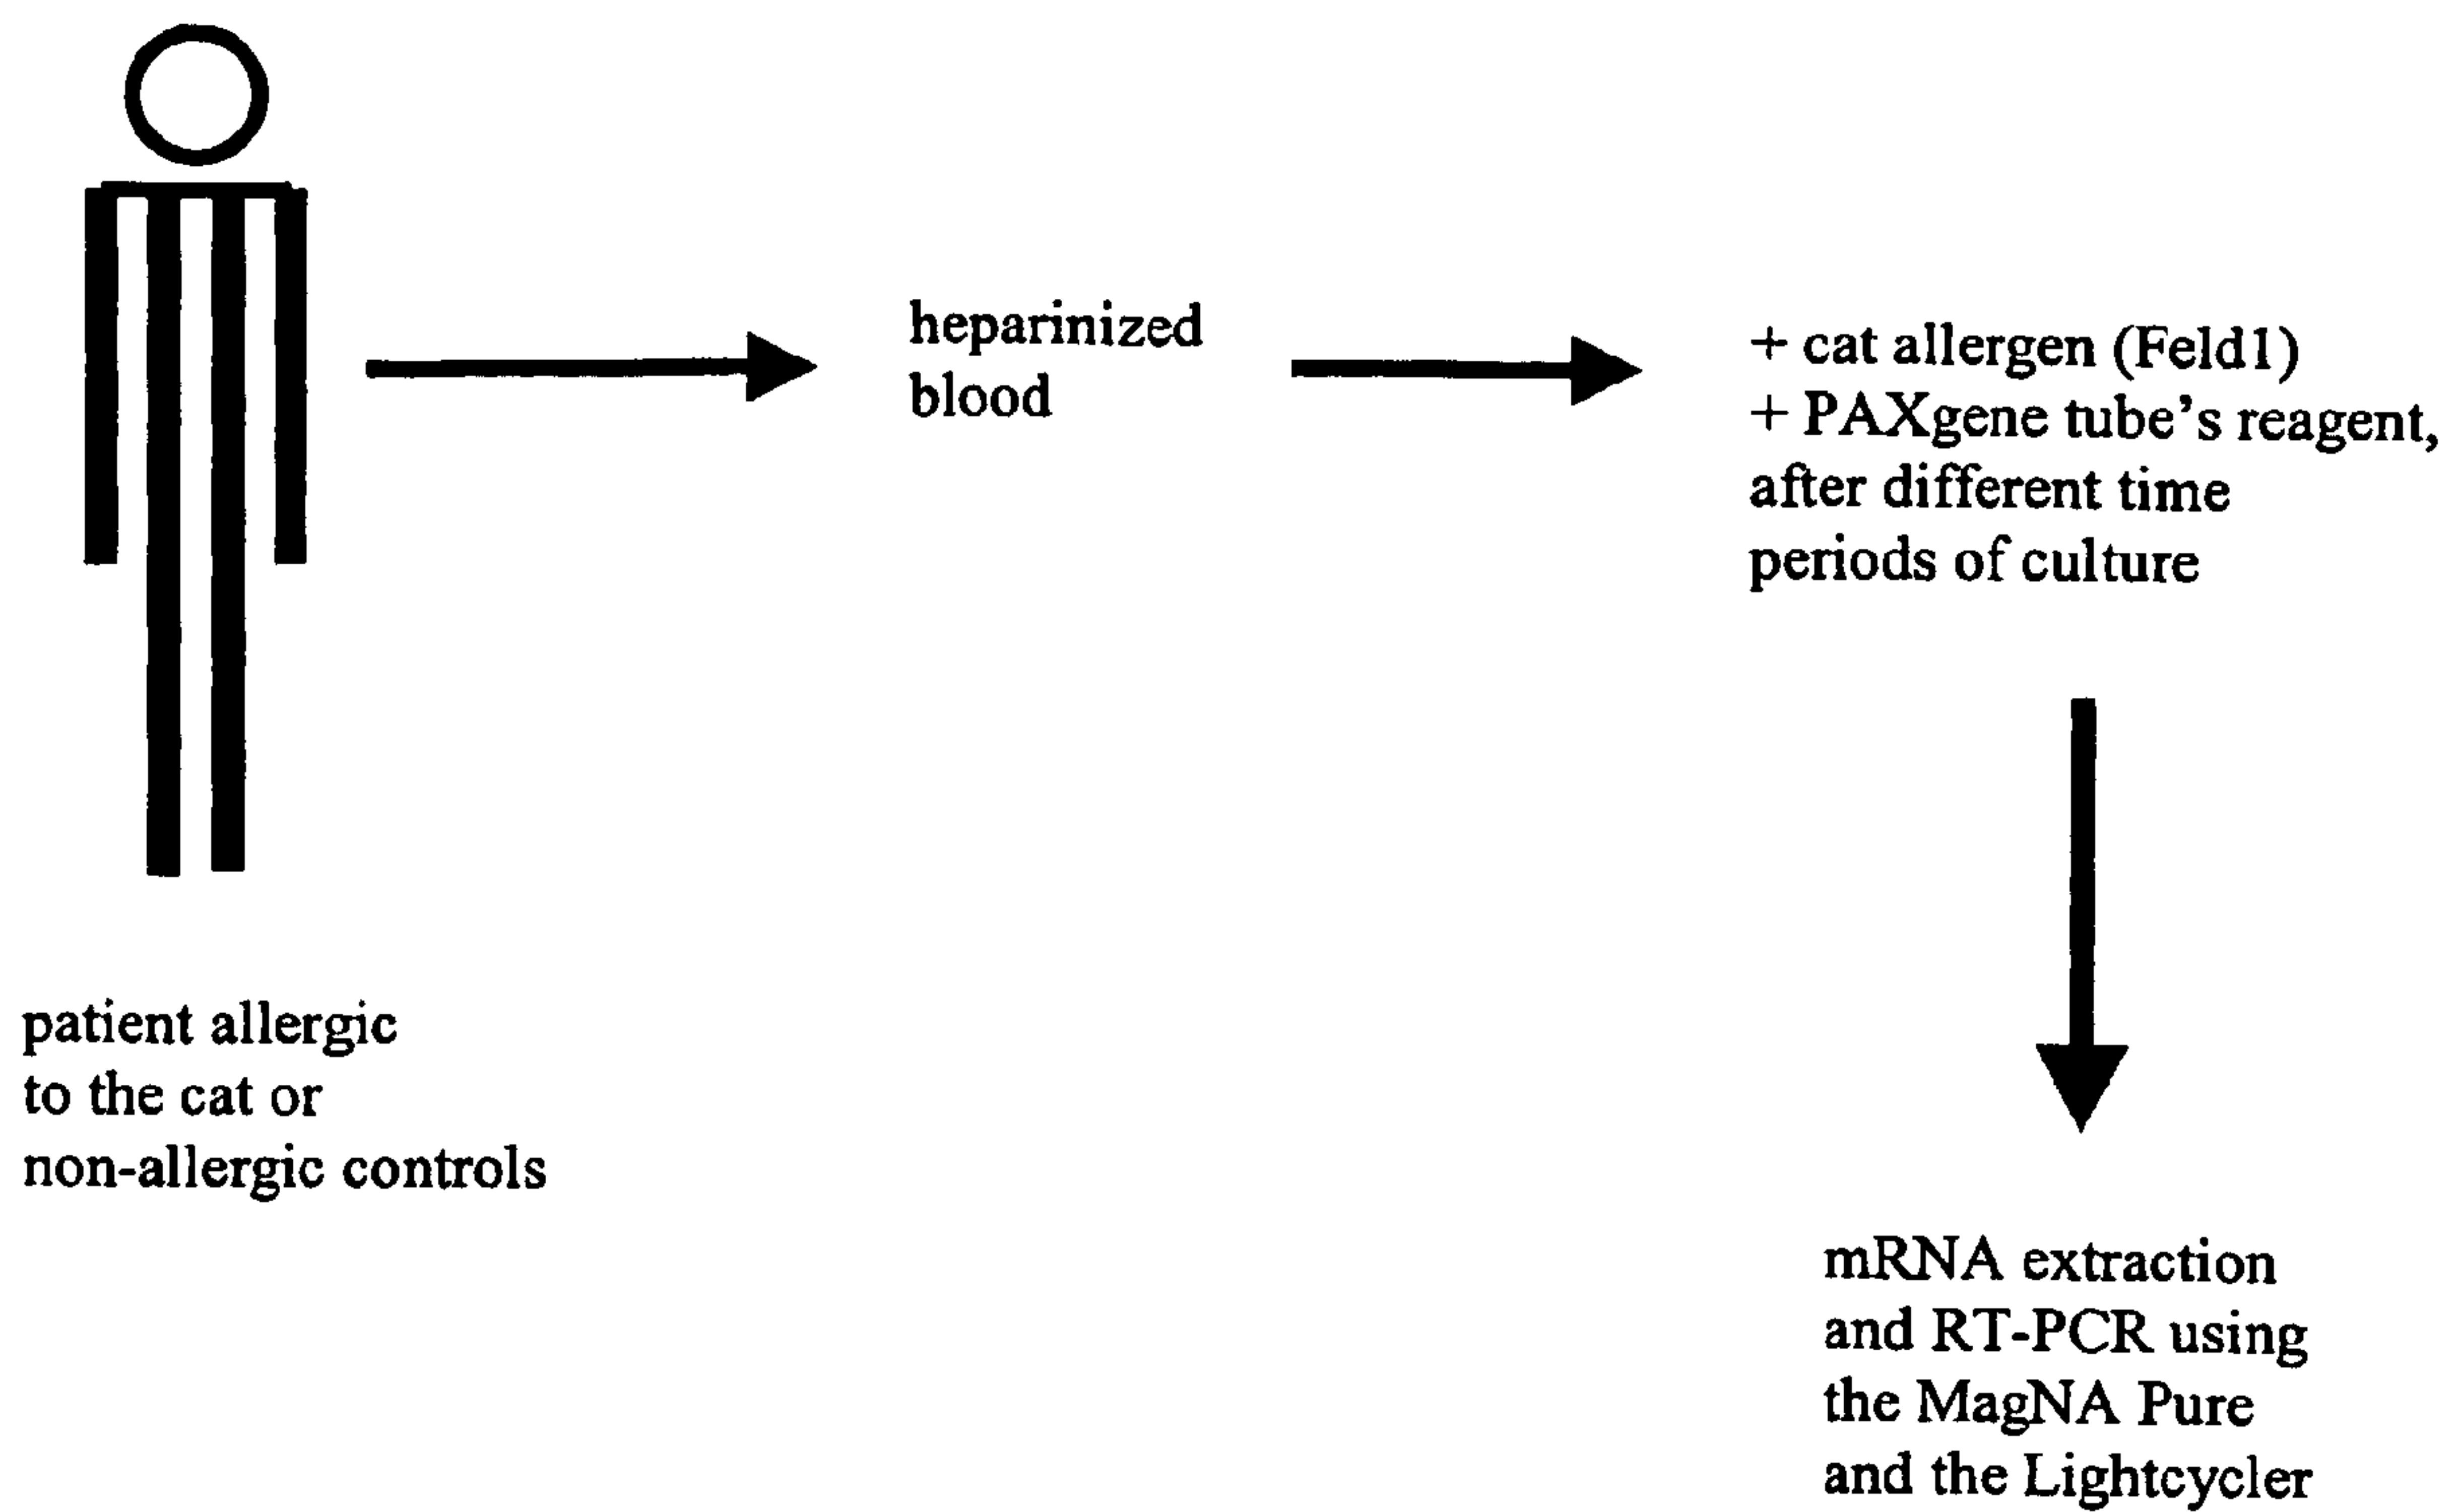 heparinized
blood
+ cat allergen (Feld1)
+ PAXgene tube's reagent,
after different time
periods of culture
patient allergic
to the cat or
non-allergic controls
mRNA extraction
and RT-PCR using
the MagNA Pure
and the Lightcycler